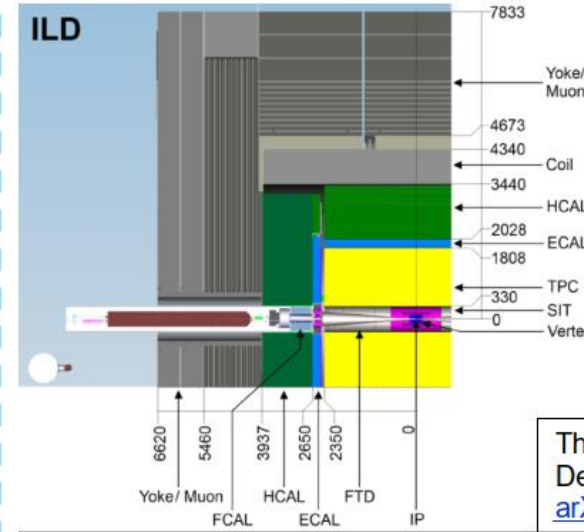 ILD
7833
Yoke/
Muon
4673
4340
Coil
3440
HCAL
2028
ECAL
1808
TPC
330
SIT
0
Verte
6620
5460
3937
2650
2350
0
Yoke/ Muon
HCAL
FTD
FCAL
ECAL
IP
Th
De
ar